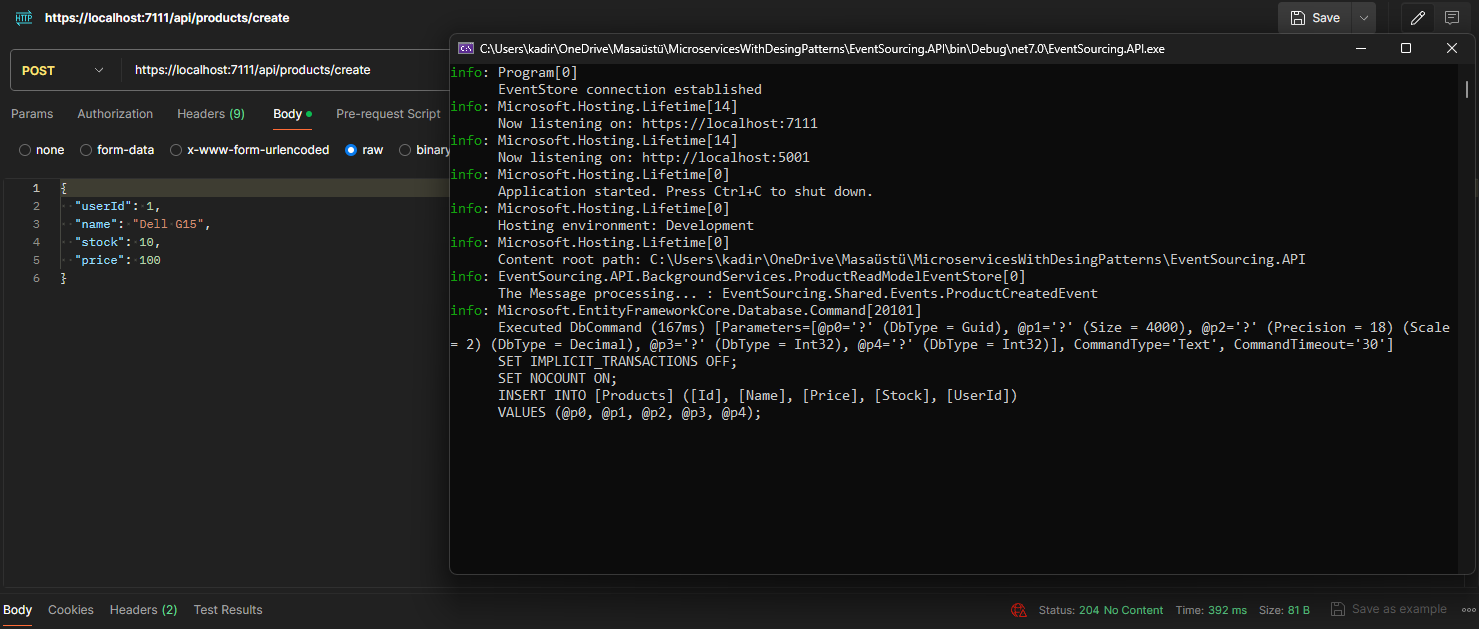 HTTP https://localhost:7111/api/products/create
Save
POST https://localhost:7111/api/products/create
Params Authorization Headers (9) Body Pre-request Script
none form-data x-www-form-urlencoded raw binary
1 {
2 "userId": 1,
3 "name": "Dell G15",
4 "stock": 10,
5 "price": 100
6 }
C:\Users\kadir\OneDrive\Masaüstü\MicroservicesWithDesingPatterns\EventSourcing.API\bin\Debug\net7.0\EventSourcing.API.exe
info: Program[0]
EventStore connection established
info: Microsoft.Hosting.Lifetime[14]
Now listening on: https://localhost:7111
info: Microsoft.Hosting.Lifetime[14]
Now listening on: http://localhost:5001
info: Microsoft.Hosting.Lifetime[0]
Application started. Press Ctrl+C to shut down.
info: Microsoft.Hosting.Lifetime[0]
Hosting environment: Development
info: Microsoft.Hosting.Lifetime[0]
Content root path: C:\Users\kadir\OneDrive\Masaüstü\MicroservicesWithDesingPatterns\EventSourcing.API
info: EventSourcing.API.BackgroundServices.ProductReadModelEventStore[0]
The Message processing... : EventSourcing.Shared.Events.ProductCreatedEvent
info: Microsoft.EntityFrameworkCore.Database.Command[20101]
Executed DbCommand (167ms) [Parameters=[@p0='?' (DbType = Guid), @p1='?' (Size = 4000), @p2='?' (Precision = 18) (Scale
= 2) (DbType = Decimal), @p3='?' (DbType = Int32), @p4='?' (DbType = Int32)], CommandType='Text', CommandTimeout='30']
SET IMPLICIT_TRANSACTIONS OFF;
SET NOCOUNT ON;
INSERT INTO [Products] ([Id], [Name], [Price], [Stock], [UserId])
VALUES (@p0, @p1, @p2, @p3, @p4);
Body Cookies Headers (2) Test Results
Status: 204 No Content Time: 392 ms Size: 81 B Save as example